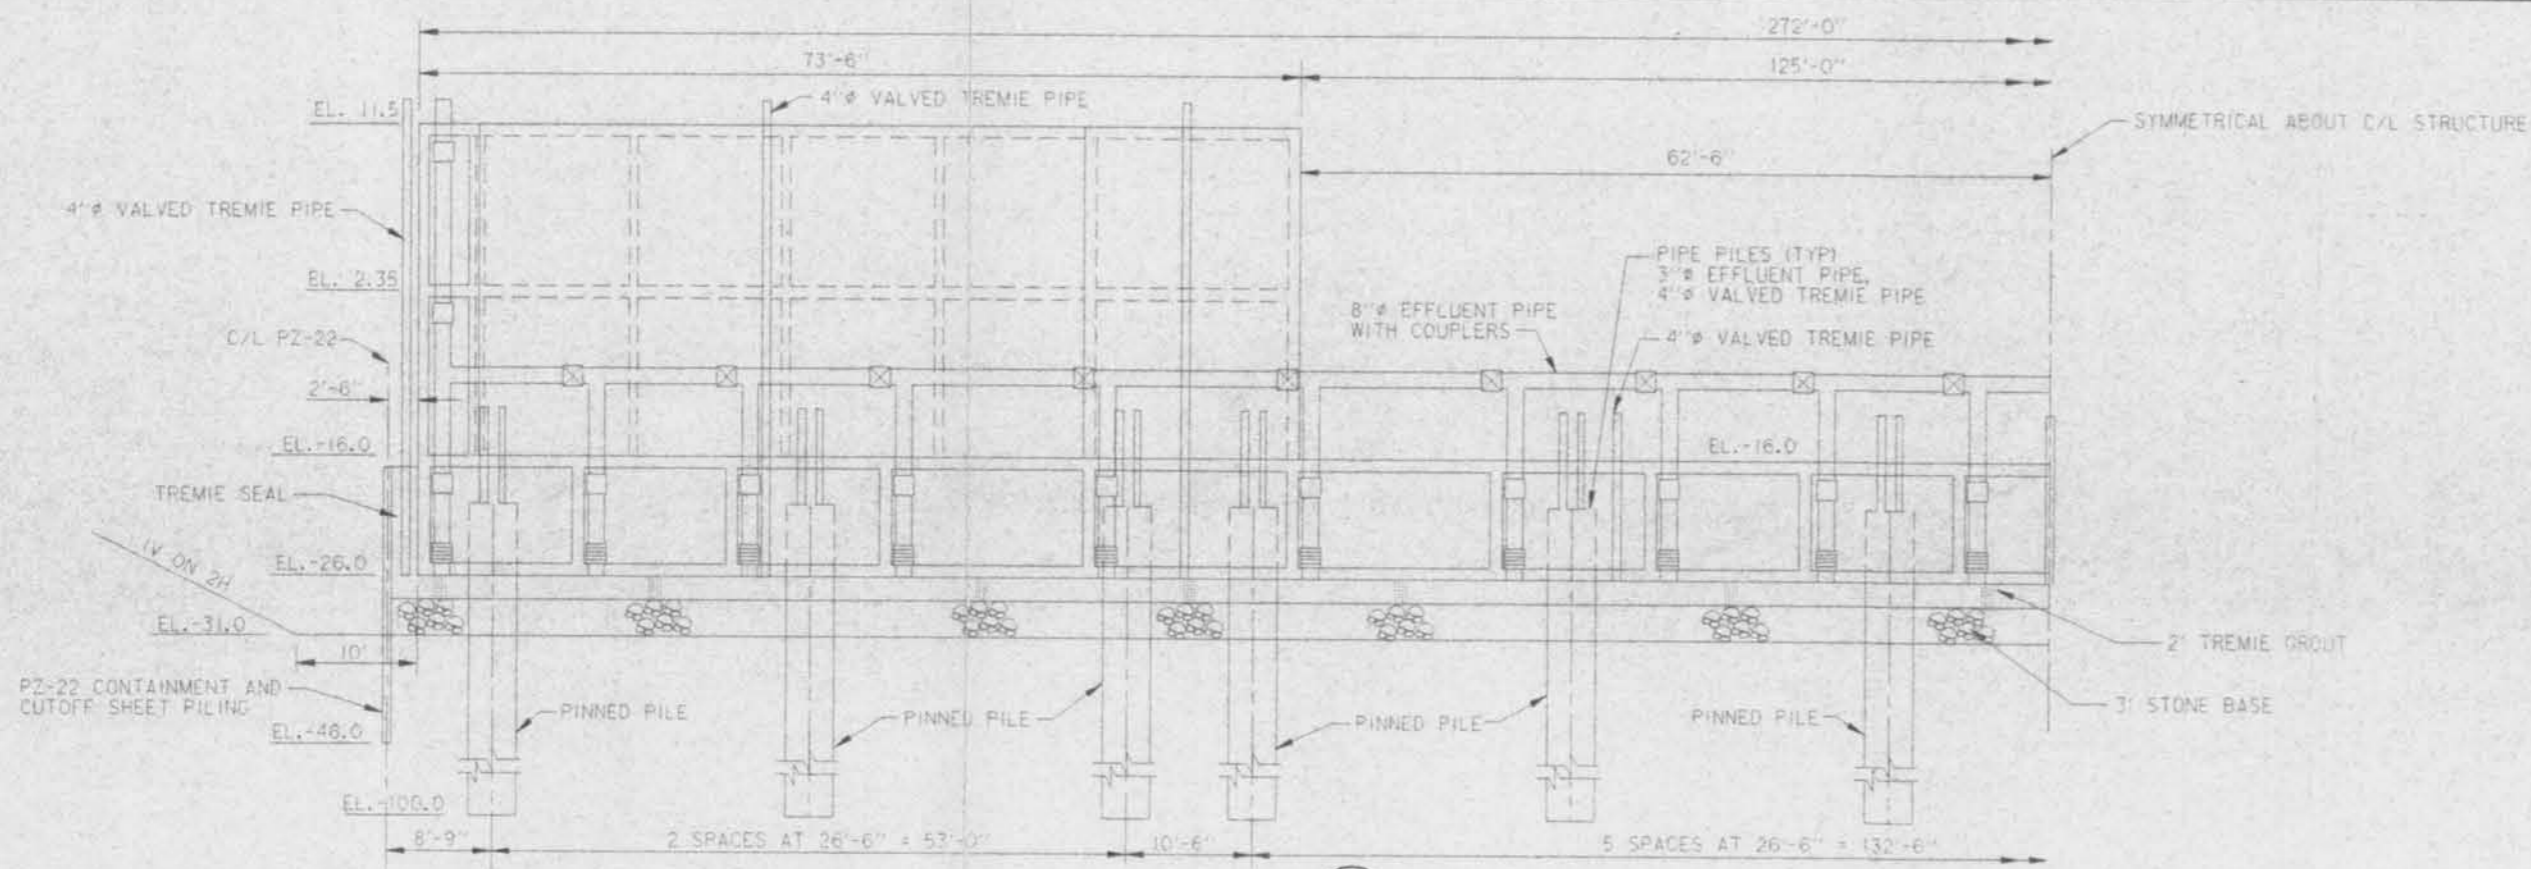 272'-0"
73'-6"
125'-0"
4"ø VALVED TREMIE PIPE
EL. 11.5
SYMMETRICAL ABOUT C/L STRUCTURE
62'-6"
4"ø VALVED TREMIE PIPE
PIPE PILES (TYP)
3"ø EFFLUENT PIPE,
4"ø VALVED TREMIE PIPE
EL. 2.35
8"ø EFFLUENT PIPE
WITH COUPLERS
C/L PZ-22
4"ø VALVED TREMIE PIPE
2'-6"
EL.-16.0
EL.-16.0
TREMIE SEAL
1V ON 2H
EL.-26.0
EL.-31.0
10'
2' TREMIE GROUT
PZ-22 CONTAINMENT AND
CUTOFF SHEET PILING
3' STONE BASE
PINNED PILE
PINNED PILE
PINNED PILE
PINNED PILE
EL.-46.0
EL.-100.0
8'-9"
2 SPACES AT 26'-6" = 53'-0"
10'-6"
5 SPACES AT 26'-6" = 132'-6"